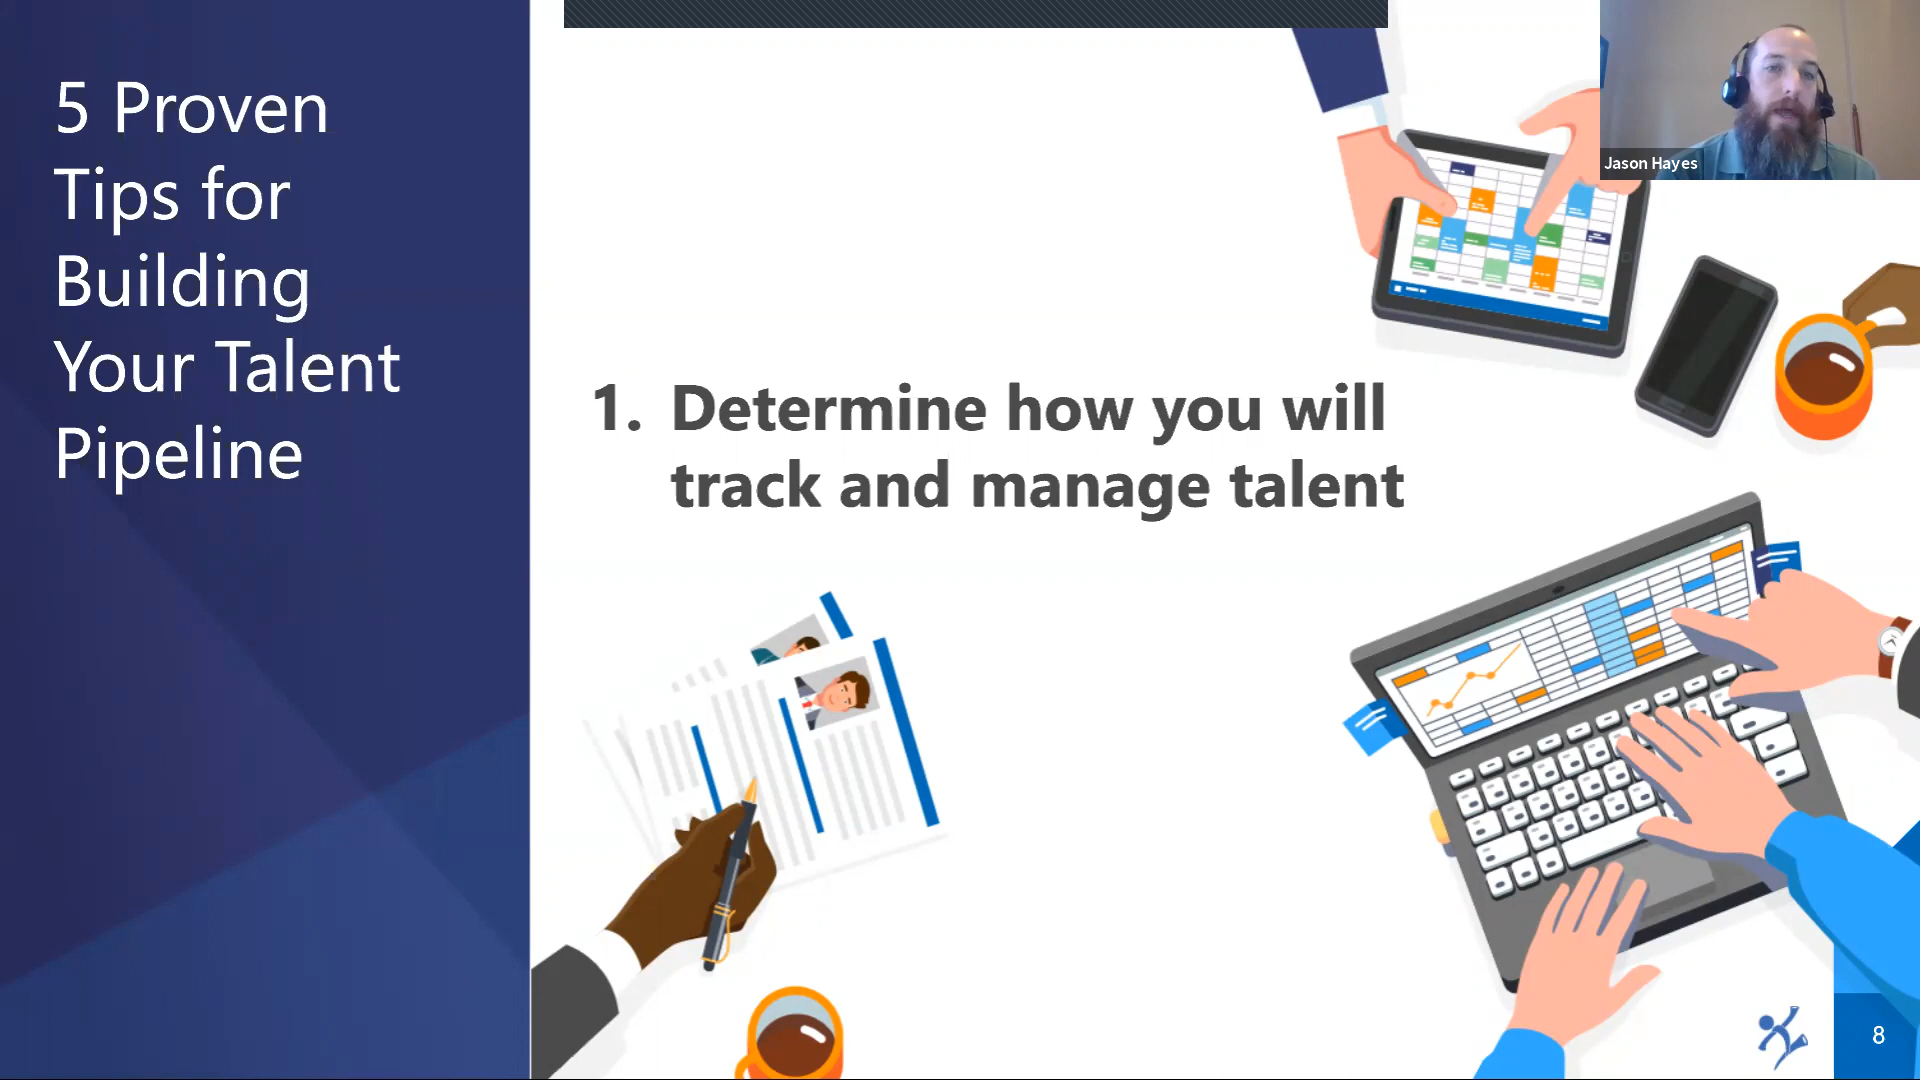 5 Proven
Tips for
Building
Your Talent
Pipeline
Jason Hayes
1. Determine how you will
track and manage talent
8